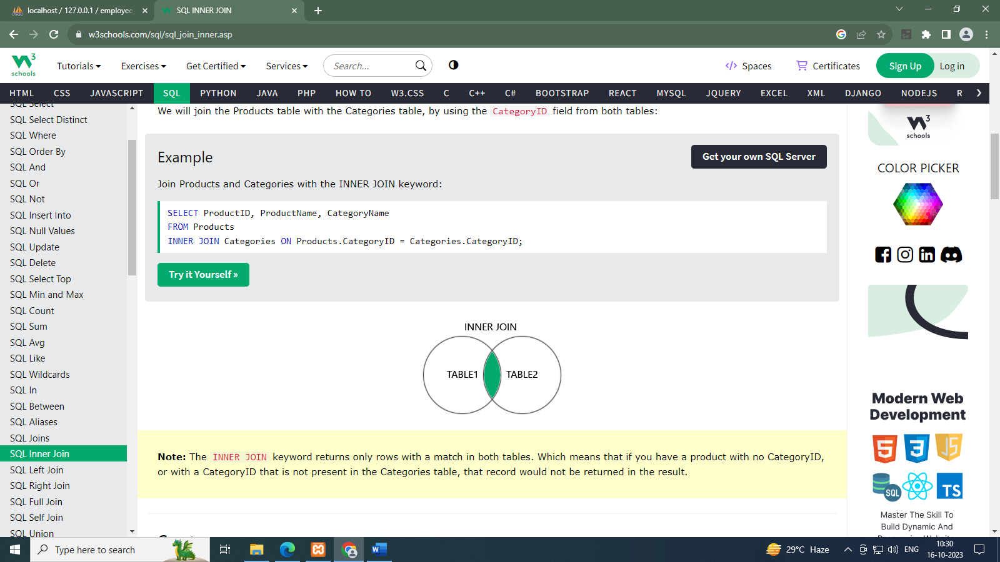 localhost / 127.0.0.1 / employee
SQL INNER JOIN
w3schools.com/sql/sql_join_inner.asp
W3 schools
Tutorials
Exercises
Get Certified
Services
Search...
Spaces
Certificates
Sign Up
Log in
HTML CSS JAVASCRIPT SQL PYTHON JAVA PHP HOW TO W3.CSS C C++ C# BOOTSTRAP REACT MYSQL JQUERY EXCEL XML DJANGO NODEJS R
SQL Select
SQL Select Distinct
SQL Where
SQL Order By
SQL And
SQL Or
SQL Not
SQL Insert Into
SQL Null Values
SQL Update
SQL Delete
SQL Select Top
SQL Min and Max
SQL Count
SQL Sum
SQL Avg
SQL Like
SQL Wildcards
SQL In
SQL Between
SQL Aliases
SQL Joins
SQL Inner Join
SQL Left Join
SQL Right Join
SQL Full Join
SQL Self Join
SQL Union
We will join the Products table with the Categories table, by using the CategoryID field from both tables:
Example
Get your own SQL Server
Join Products and Categories with the INNER JOIN keyword:
SELECT ProductID, ProductName, CategoryName
FROM Products
INNER JOIN Categories ON Products.CategoryID = Categories.CategoryID;
Try it Yourself »
INNER JOIN
TABLE1
TABLE2
Note: The INNER JOIN keyword returns only rows with a match in both tables. Which means that if you have a product with no CategoryID,
or with a CategoryID that is not present in the Categories table, that record would not be returned in the result.
W3
schools
COLOR PICKER
Modern Web
Development
5 3 JS
SQL TS
Master The Skill To
Build Dynamic And
Type here to search
29°C Haze
ENG
10:30
16-10-2023